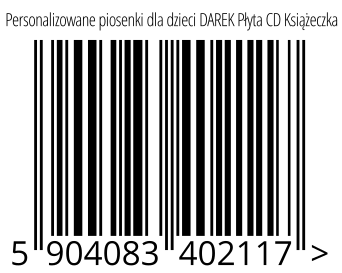 Personalizowane piosenki dla dzieci DAREK Płyta CD Książeczka
5 904083 402117 >